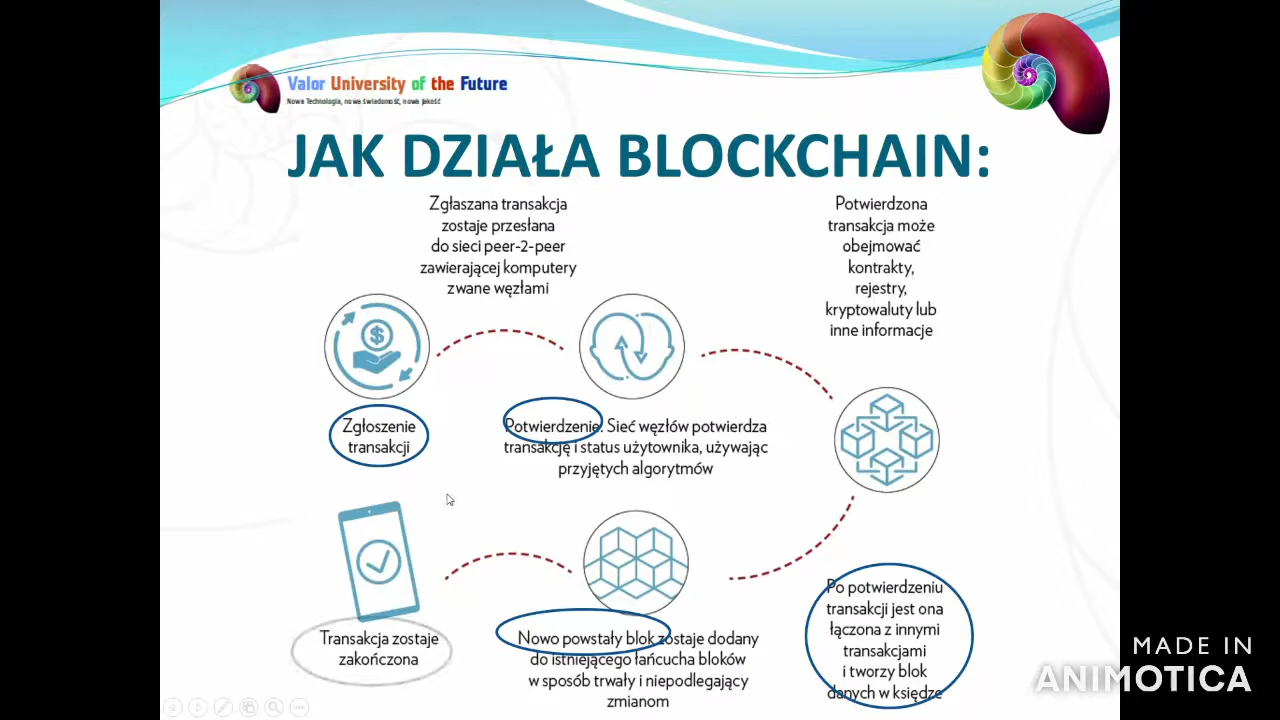 Valor University of the Future
Nowa Technologia, nowa świadomość, nowa jakość
JAK DZIAŁA BLOCKCHAIN:
Zgłaszana transakcja
zostaje przesłana
do sieci peer-2-peer
zawierającej komputery
zwane węzłami
Potwierdzona
transakcja może
obejmować
kontrakty,
rejestry,
kryptowaluty lub
inne informacje
$
Zgłoszenie
transakcji
Potwierdzenie. Sieć węzłów potwierdza
transakcję i status użytownika, używając
przyjętych algorytmów
Po potwierdzeniu
transakcji jest ona
łączona z innymi
transakcjami
i tworzy blok
danych w księdze
Nowo powstały blok zostaje dodany
do istniejącego łańcucha bloków
w sposób trwały i niepodlegający
zmianom
Transakcja zostaje
zakończona
MADE IN
ANIMOTICA